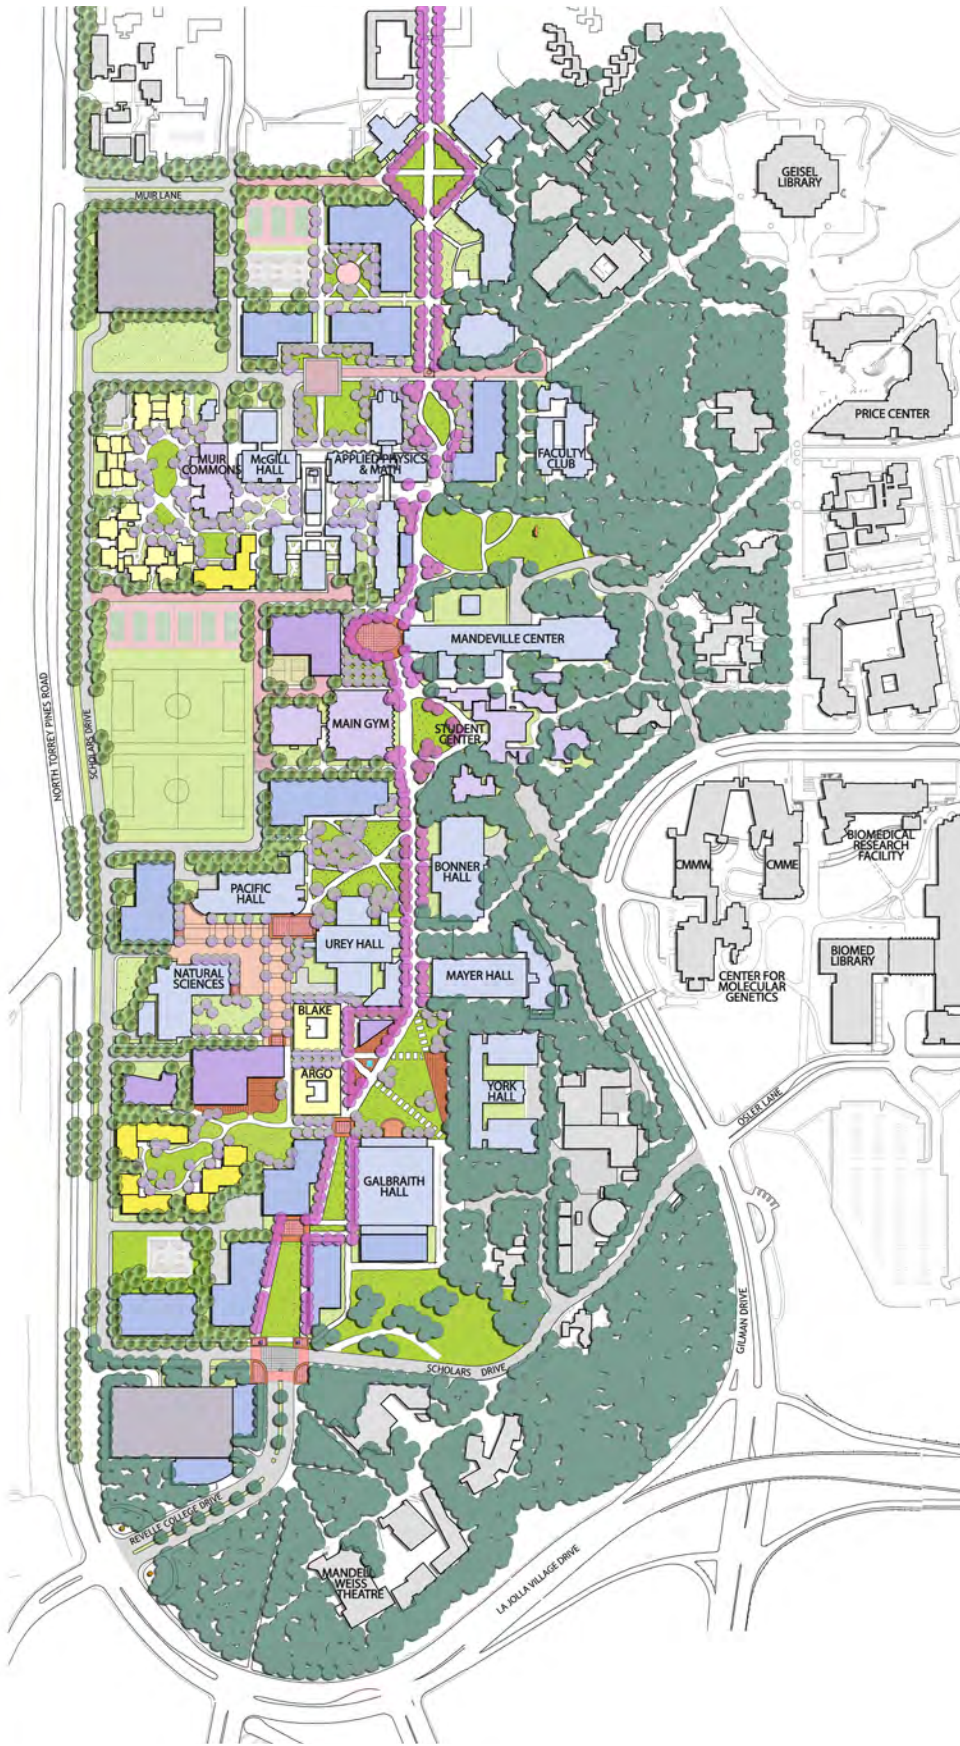 GEISEL
LIBRARY
MUIR LANE
PRICE CENTER
MUIR
COMMONS
McGILL
HALL
APPLIED PHYSICS
& MATH
FACULTY
CLUB
MANDEVILLE CENTER
NORTH TORREY PINES ROAD
SCHOLARS DRIVE
MAIN GYM
STUDENT
CENTER
BIOMEDICAL
RESEARCH
FACILITY
CMMW
CMME
BONNER
HALL
PACIFIC
HALL
UREY HALL
BIOMED
LIBRARY
NATURAL
SCIENCES
MAYER HALL
CENTER FOR
MOLECULAR
GENETICS
BLAKE
ARGO
YORK
HALL
OSLER LANE
GALBRAITH
HALL
GILMAN DRIVE
SCHOLARS DRIVE
REVELLE COLLEGE DRIVE
MANDELL
WEISS
THEATRE
LA JOLLA VILLAGE DRIVE